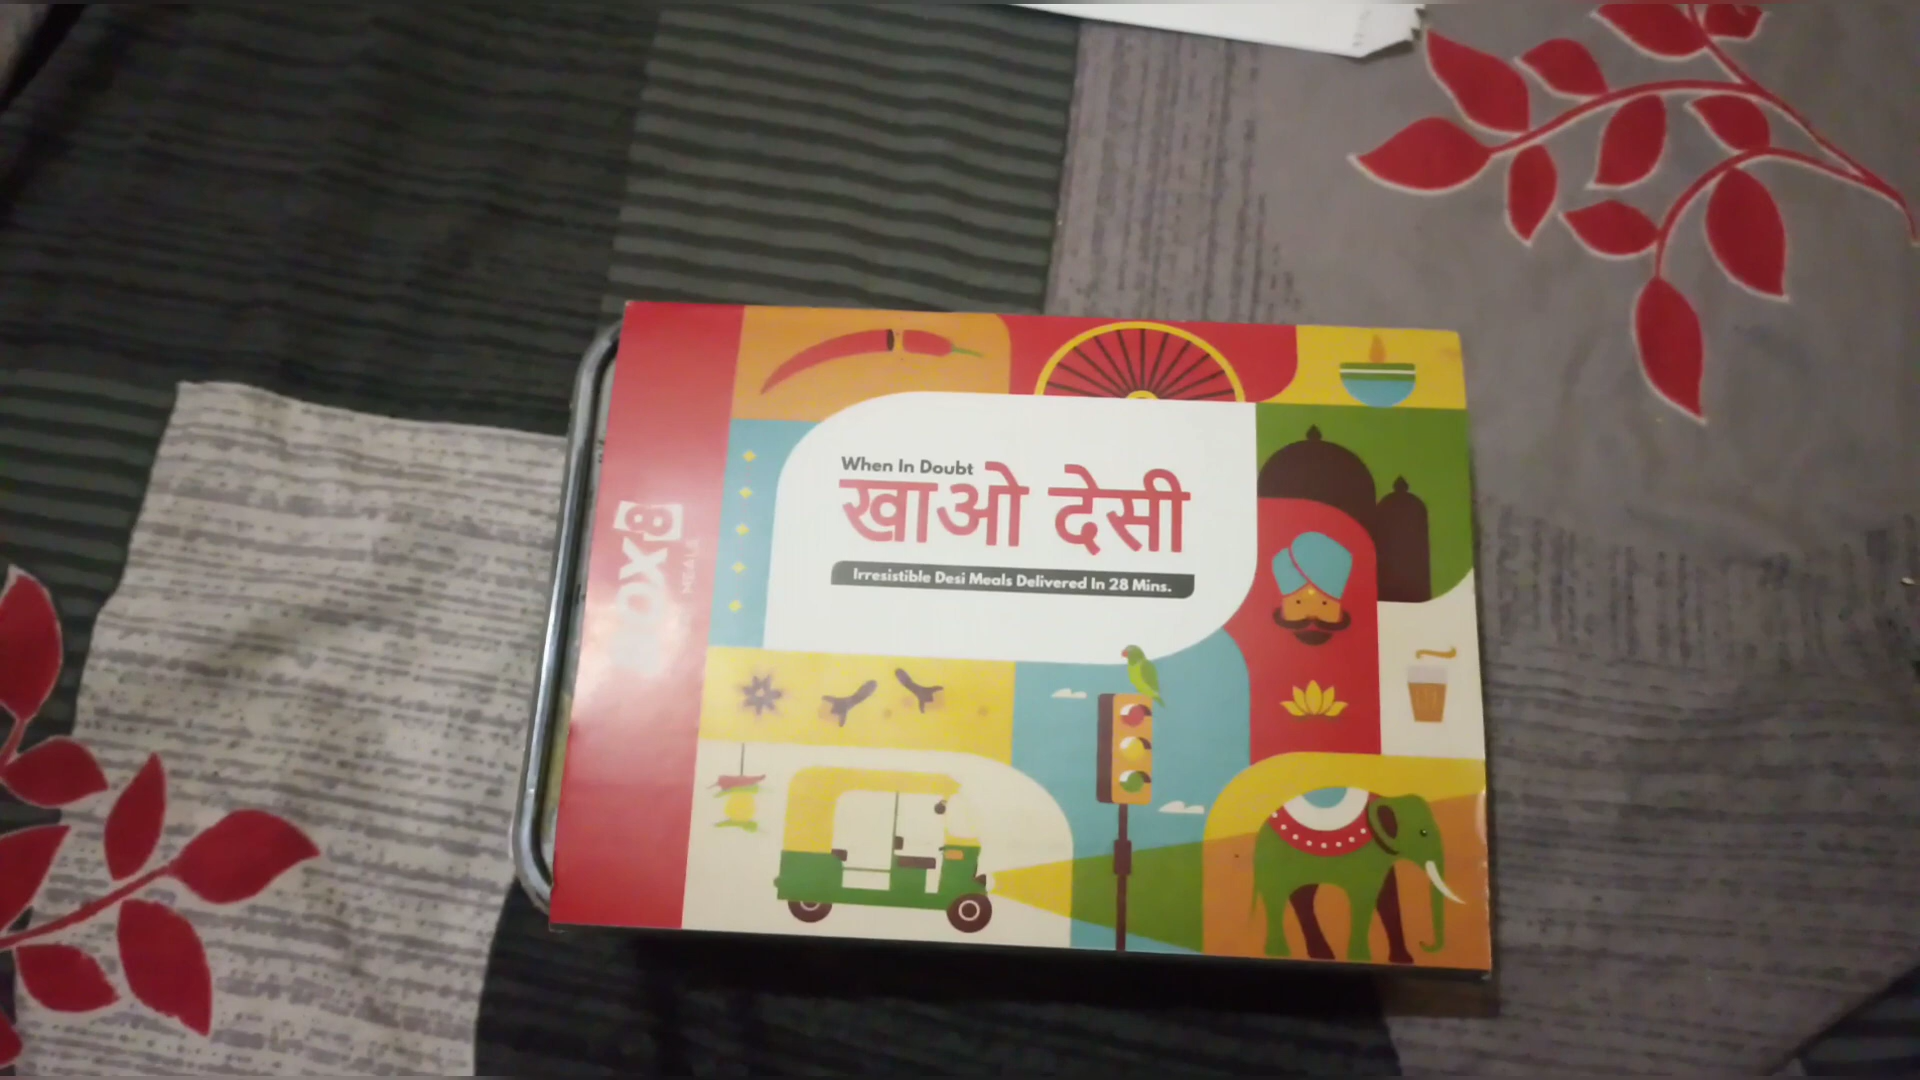 When In Doubt
खाओ देसी
Irresistible Desi Meals Delivered In 28 Mins.
BOX8
MEALS